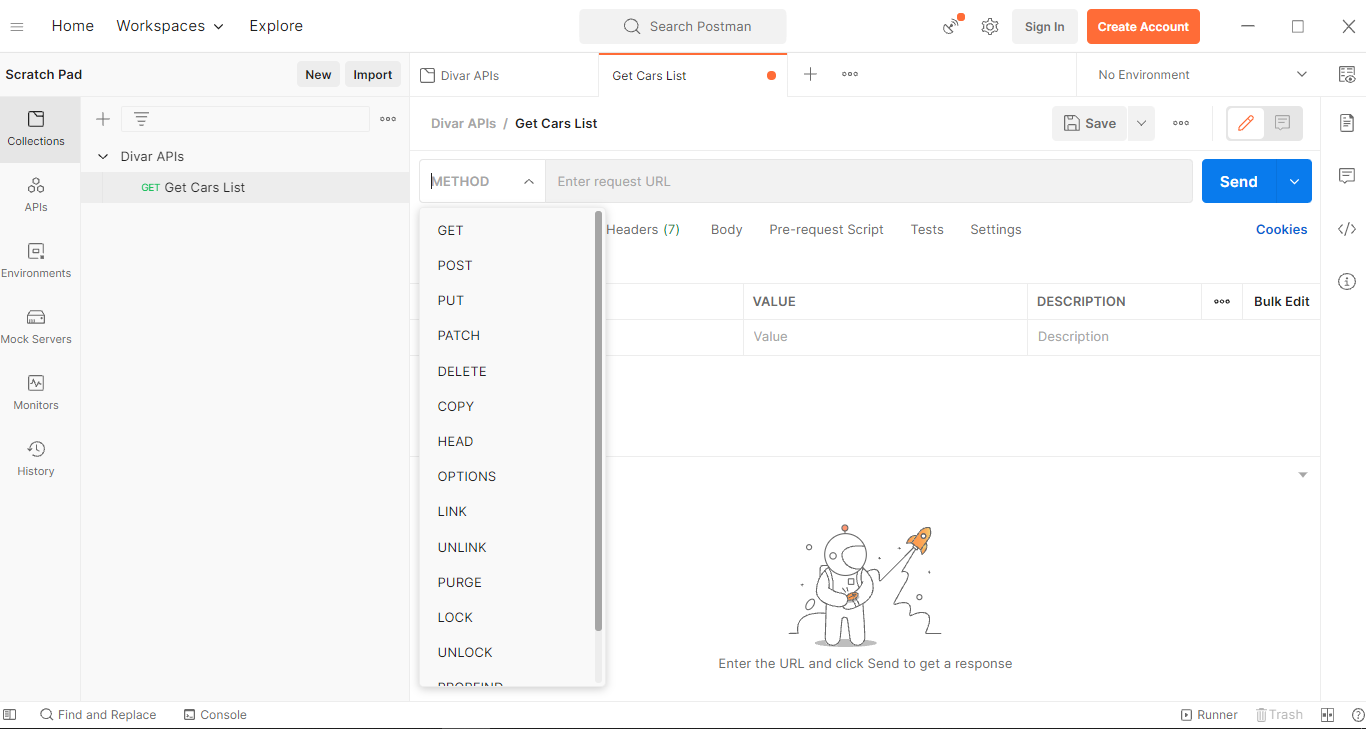 Home Workspaces Explore Search Postman Sign In Create Account
Scratch Pad New Import Divar APIs Get Cars List No Environment
Collections
APIs
Environments
Mock Servers
Monitors
History
Divar APIs
GET Get Cars List
Divar APIs / Get Cars List Save
METHOD Enter request URL Send
Headers (7) Body Pre-request Script Tests Settings Cookies
VALUE DESCRIPTION Bulk Edit
Value Description
GET
POST
PUT
PATCH
DELETE
COPY
HEAD
OPTIONS
LINK
UNLINK
PURGE
LOCK
UNLOCK
PROPFIND
Enter the URL and click Send to get a response
Find and Replace Console Runner Trash